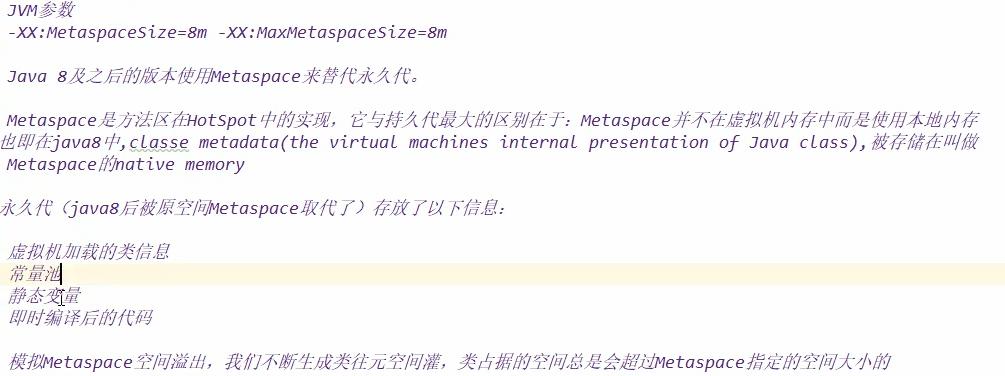 JVM参数
-XX:MetaspaceSize=8m -XX:MaxMetaspaceSize=8m
Java 8及之后的版本使用Metaspace来替代永久代。
Metaspace是方法区在HotSpot中的实现，它与持久代最大的区别在于：Metaspace并不在虚拟机内存中而是使用本地内存
也即在java8中,classe metadata(the virtual machines internal presentation of Java class),被存储在叫做
Metaspace的native memory
永久代（java8后被原空间Metaspace取代了）存放了以下信息：
虚拟机加载的类信息
常量池
静态变量
即时编译后的代码
模拟Metaspace空间溢出，我们不断生成类往元空间灌，类占据的空间总是会超过Metaspace指定的空间大小的